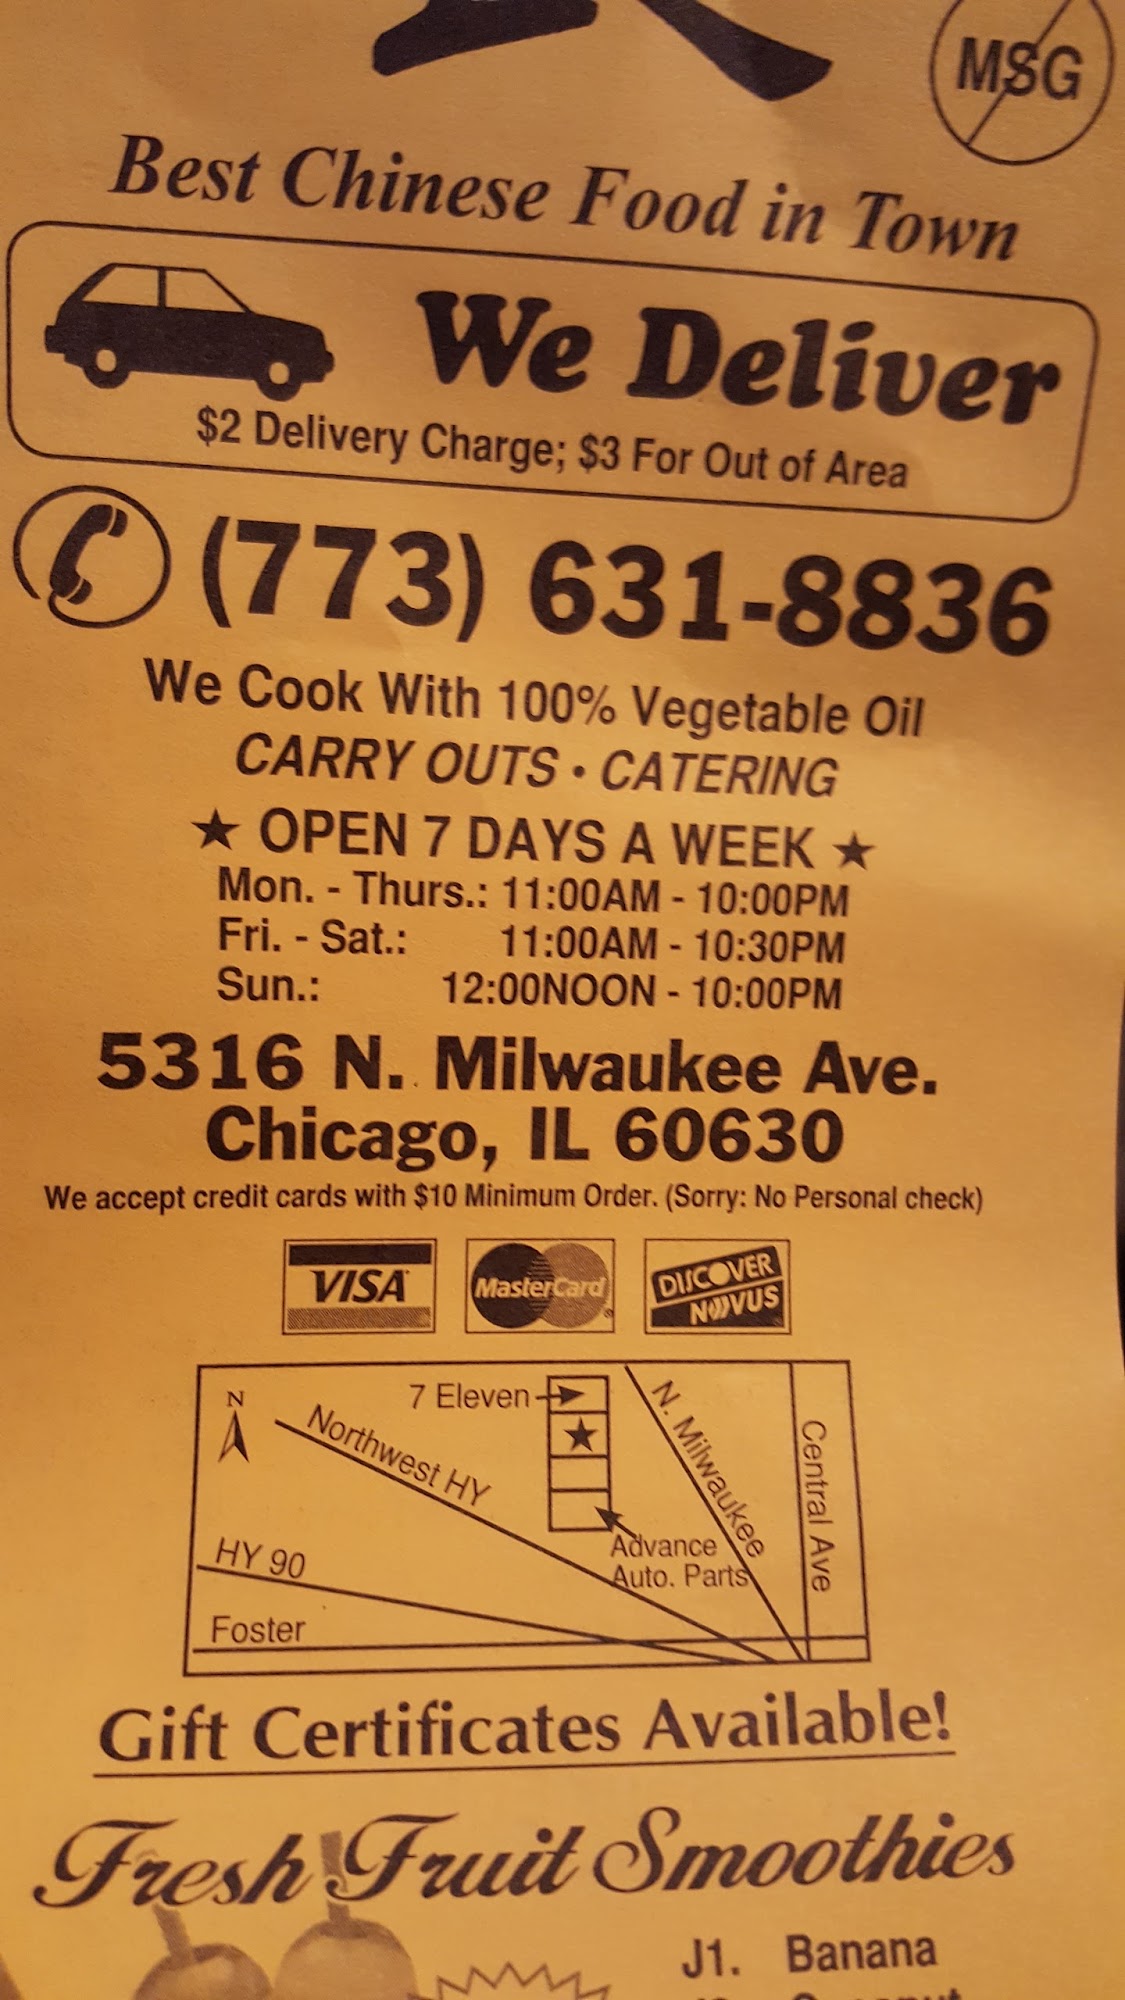 MSG
Best Chinese Food in Town
We Deliver
$2 Delivery Charge; $3 For Out of Area
(773) 631-8836
We Cook With 100% Vegetable Oil
CARRY OUTS • CATERING
★ OPEN 7 DAYS A WEEK ★
Mon. - Thurs.: 11:00AM - 10:00PM
Fri. - Sat.: 11:00AM - 10:30PM
Sun.: 12:00NOON - 10:00PM
5316 N. Milwaukee Ave.
Chicago, IL 60630
We accept credit cards with $10 Minimum Order. (Sorry: No Personal check)
VISA
MasterCard
DISCOVER
NOVUS
N
7 Eleven
Northwest HY
N. Milwaukee
Central Ave
Advance
Auto. Parts
HY 90
Foster
Gift Certificates Available!
Fresh Fruit Smoothies
J1. Banana